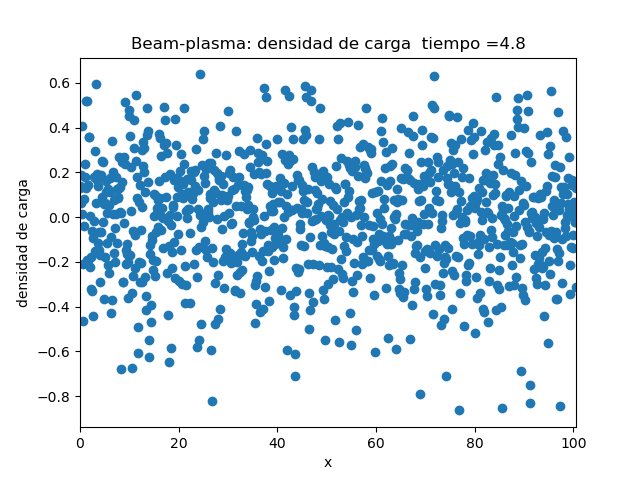 Beam-plasma: densidad de carga  tiempo =4.8
densidad de carga
0.6
0.4
0.2
0.0
−0.2
−0.4
−0.6
−0.8
0 20 40 60 80 100
x